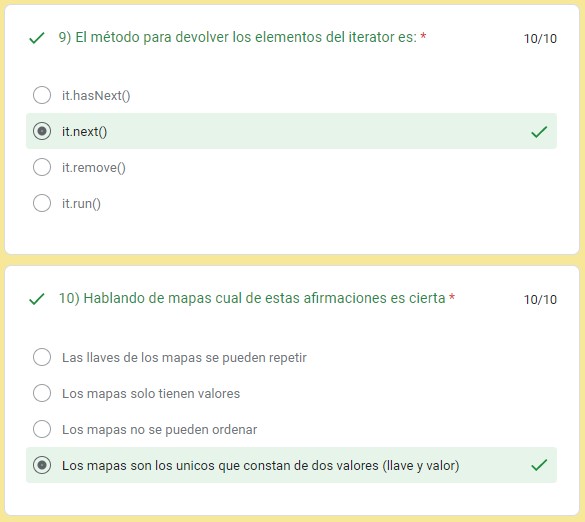 9) El método para devolver los elementos del iterator es: *
10/10
it.hasNext()
it.next()
it.remove()
it.run()
10) Hablando de mapas cual de estas afirmaciones es cierta *
10/10
Las llaves de los mapas se pueden repetir
Los mapas solo tienen valores
Los mapas no se pueden ordenar
Los mapas son los unicos que constan de dos valores (llave y valor)